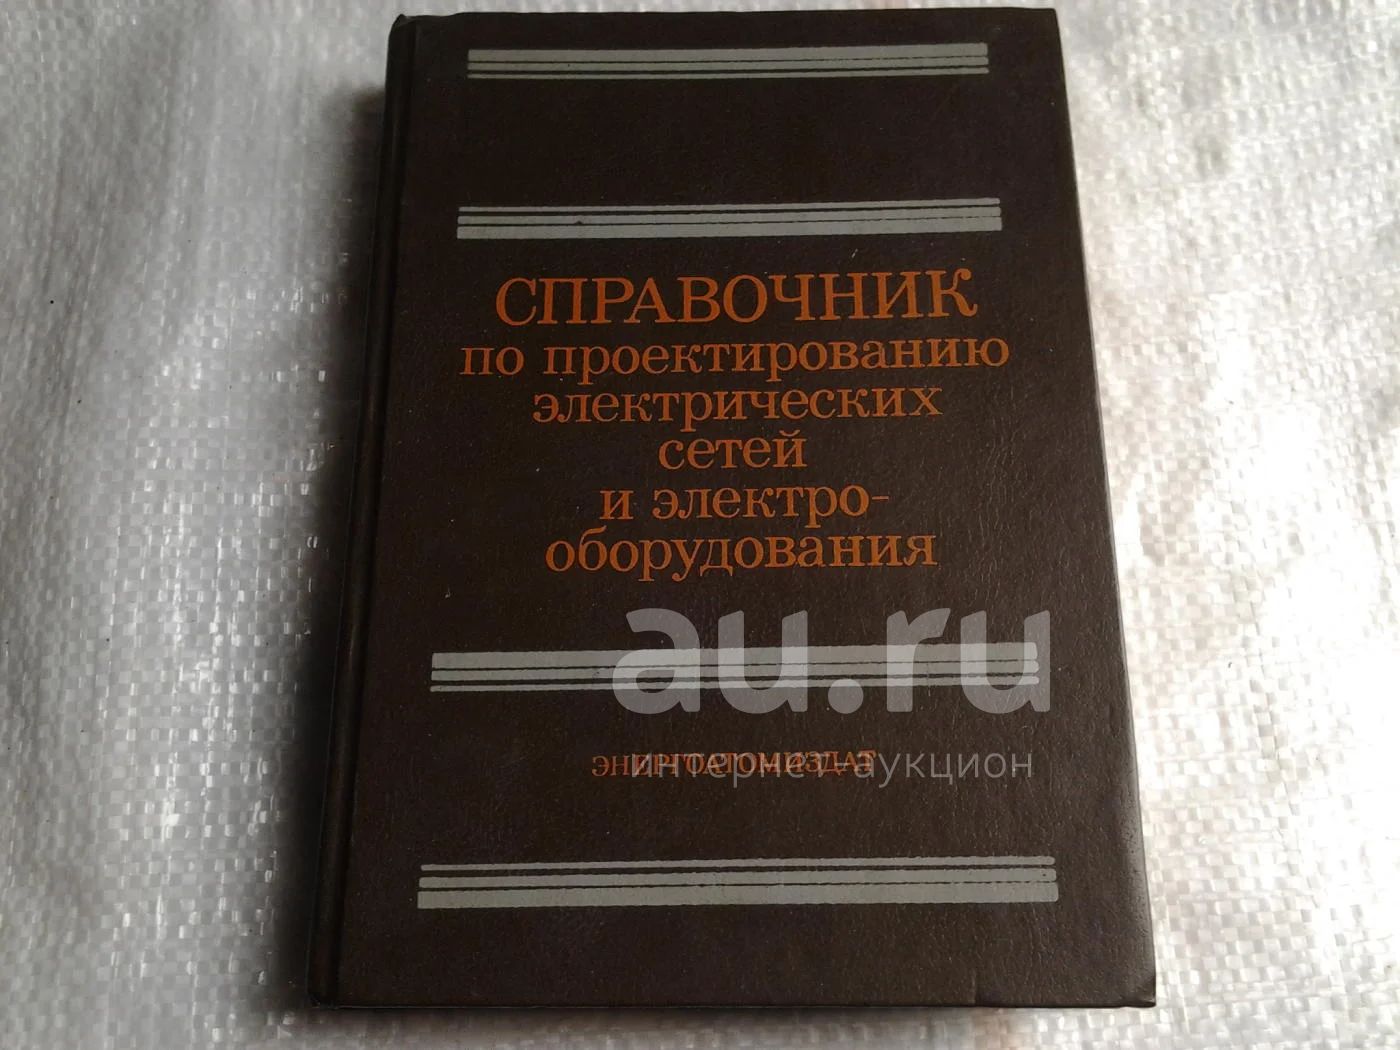 СПРАВОЧНИК
по проектированию
электрических
сетей
и электро-
оборудования
au.ru
ЭНЕРГОАТОМИЗДАТ
интернет-аукцион